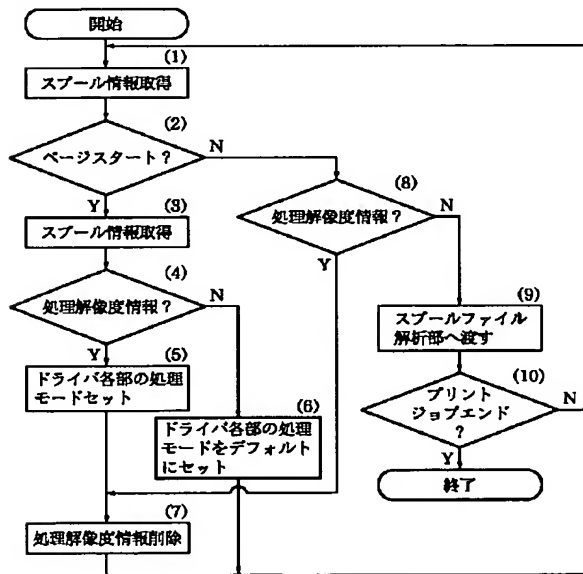 開始
(1)
スプール情報取得
(2)
ページスタート?
N
Y
(3)
スプール情報取得
(4)
処理解像度情報?
N
Y
(5)
ドライバ各部の処理
モードセット
(6)
ドライバ各部の処理
モードをデフォルト
にセット
(7)
処理解像度情報削除
(8)
処理解像度情報?
N
Y
(9)
スプールファイル
解析部へ渡す
(10)
プリント
ジョブエンド
?
N
Y
終了